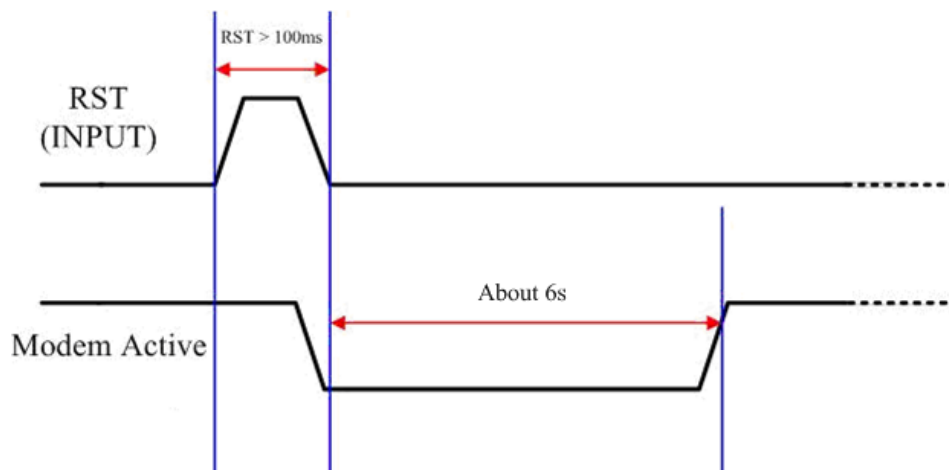 RST > 100ms
RST
(INPUT)
About 6s
Modem Active